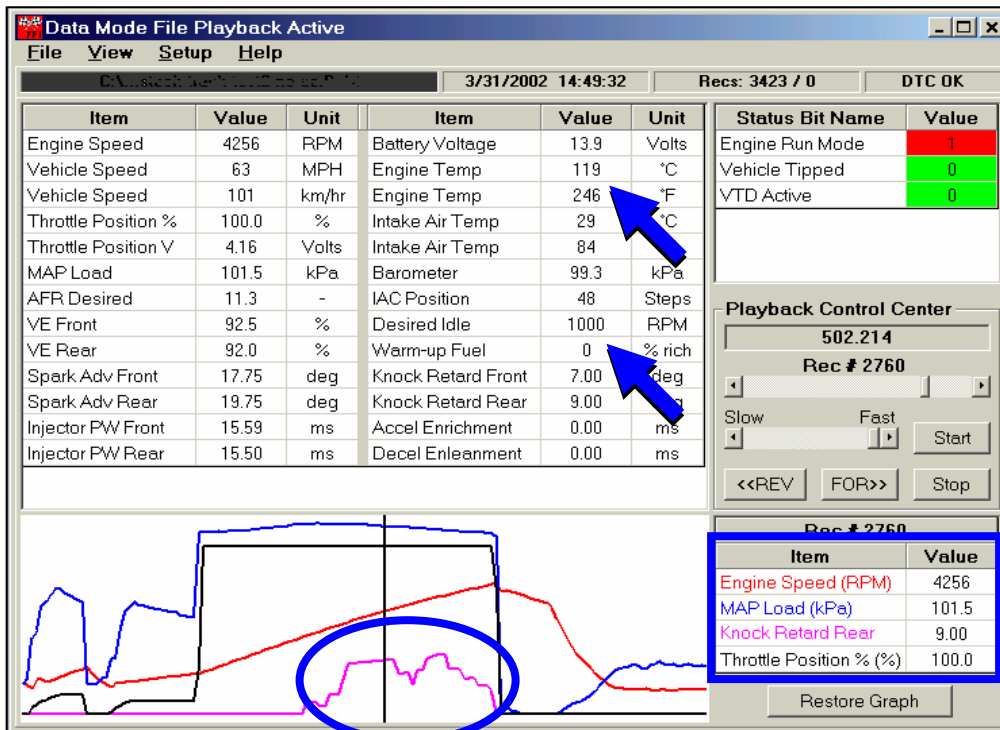 Data Mode File Playback Active
File View Setup Help
3/31/2002 14:49:32 Recs: 3423 / 0 DTC OK
Item Value Unit Item Value Unit
Engine Speed 4256 RPM Battery Voltage 13.9 Volts
Vehicle Speed 63 MPH Engine Temp 119 °C
Vehicle Speed 101 km/hr Engine Temp 246 °F
Throttle Position % 100.0 % Intake Air Temp 29 °C
Throttle Position V 4.16 Volts Intake Air Temp 84
MAP Load 101.5 kPa Barometer 99.3 kPa
AFR Desired 11.3 - IAC Position 48 Steps
VE Front 92.5 % Desired Idle 1000 RPM
VE Rear 92.0 % Warm-up Fuel 0 % rich
Spark Adv Front 17.75 deg Knock Retard Front 7.00 deg
Spark Adv Rear 19.75 deg Knock Retard Rear 9.00
Injector PW Front 15.59 ms Accel Enrichment 0.00 ms
Injector PW Rear 15.50 ms Decel Enleanment 0.00 ms
Status Bit Name Value
Engine Run Mode 1
Vehicle Tipped 0
VTD Active 0
Playback Control Center
502.214
Rec # 2760
Slow Fast
Start
<<REV FOR>> Stop
Rec # 2760
Item Value
Engine Speed (RPM) 4256
MAP Load (kPa) 101.5
Knock Retard Rear 9.00
Throttle Position % (%) 100.0
Restore Graph